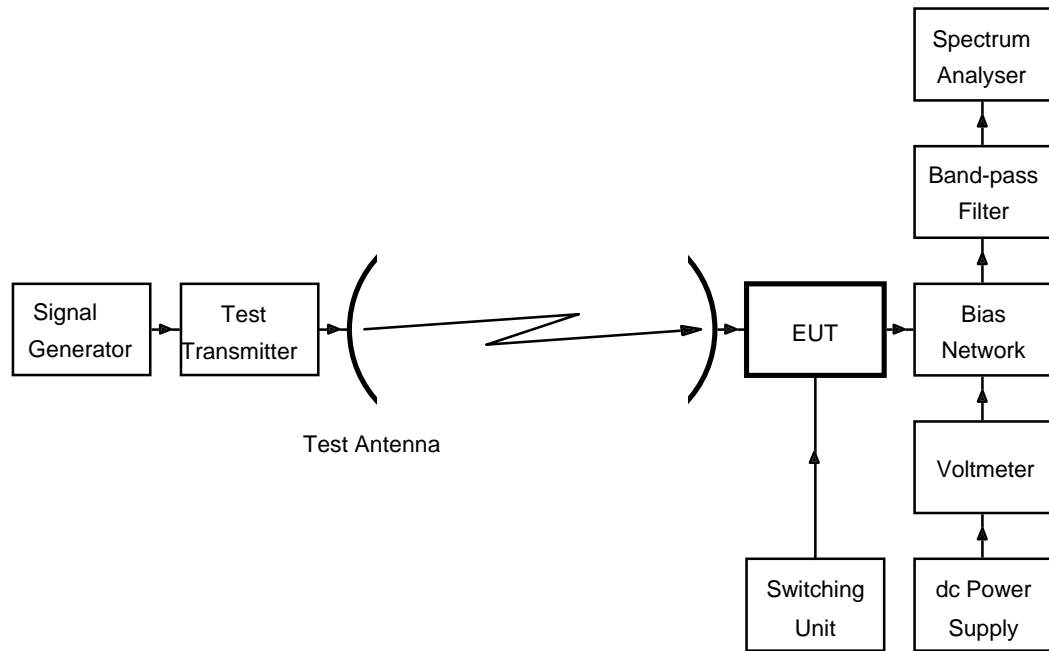 Spectrum
Analyser
Band-pass
Filter
Signal
Generator
Test
Transmitter
EUT
Bias
Network
Test Antenna
Voltmeter
Switching
Unit
dc Power
Supply